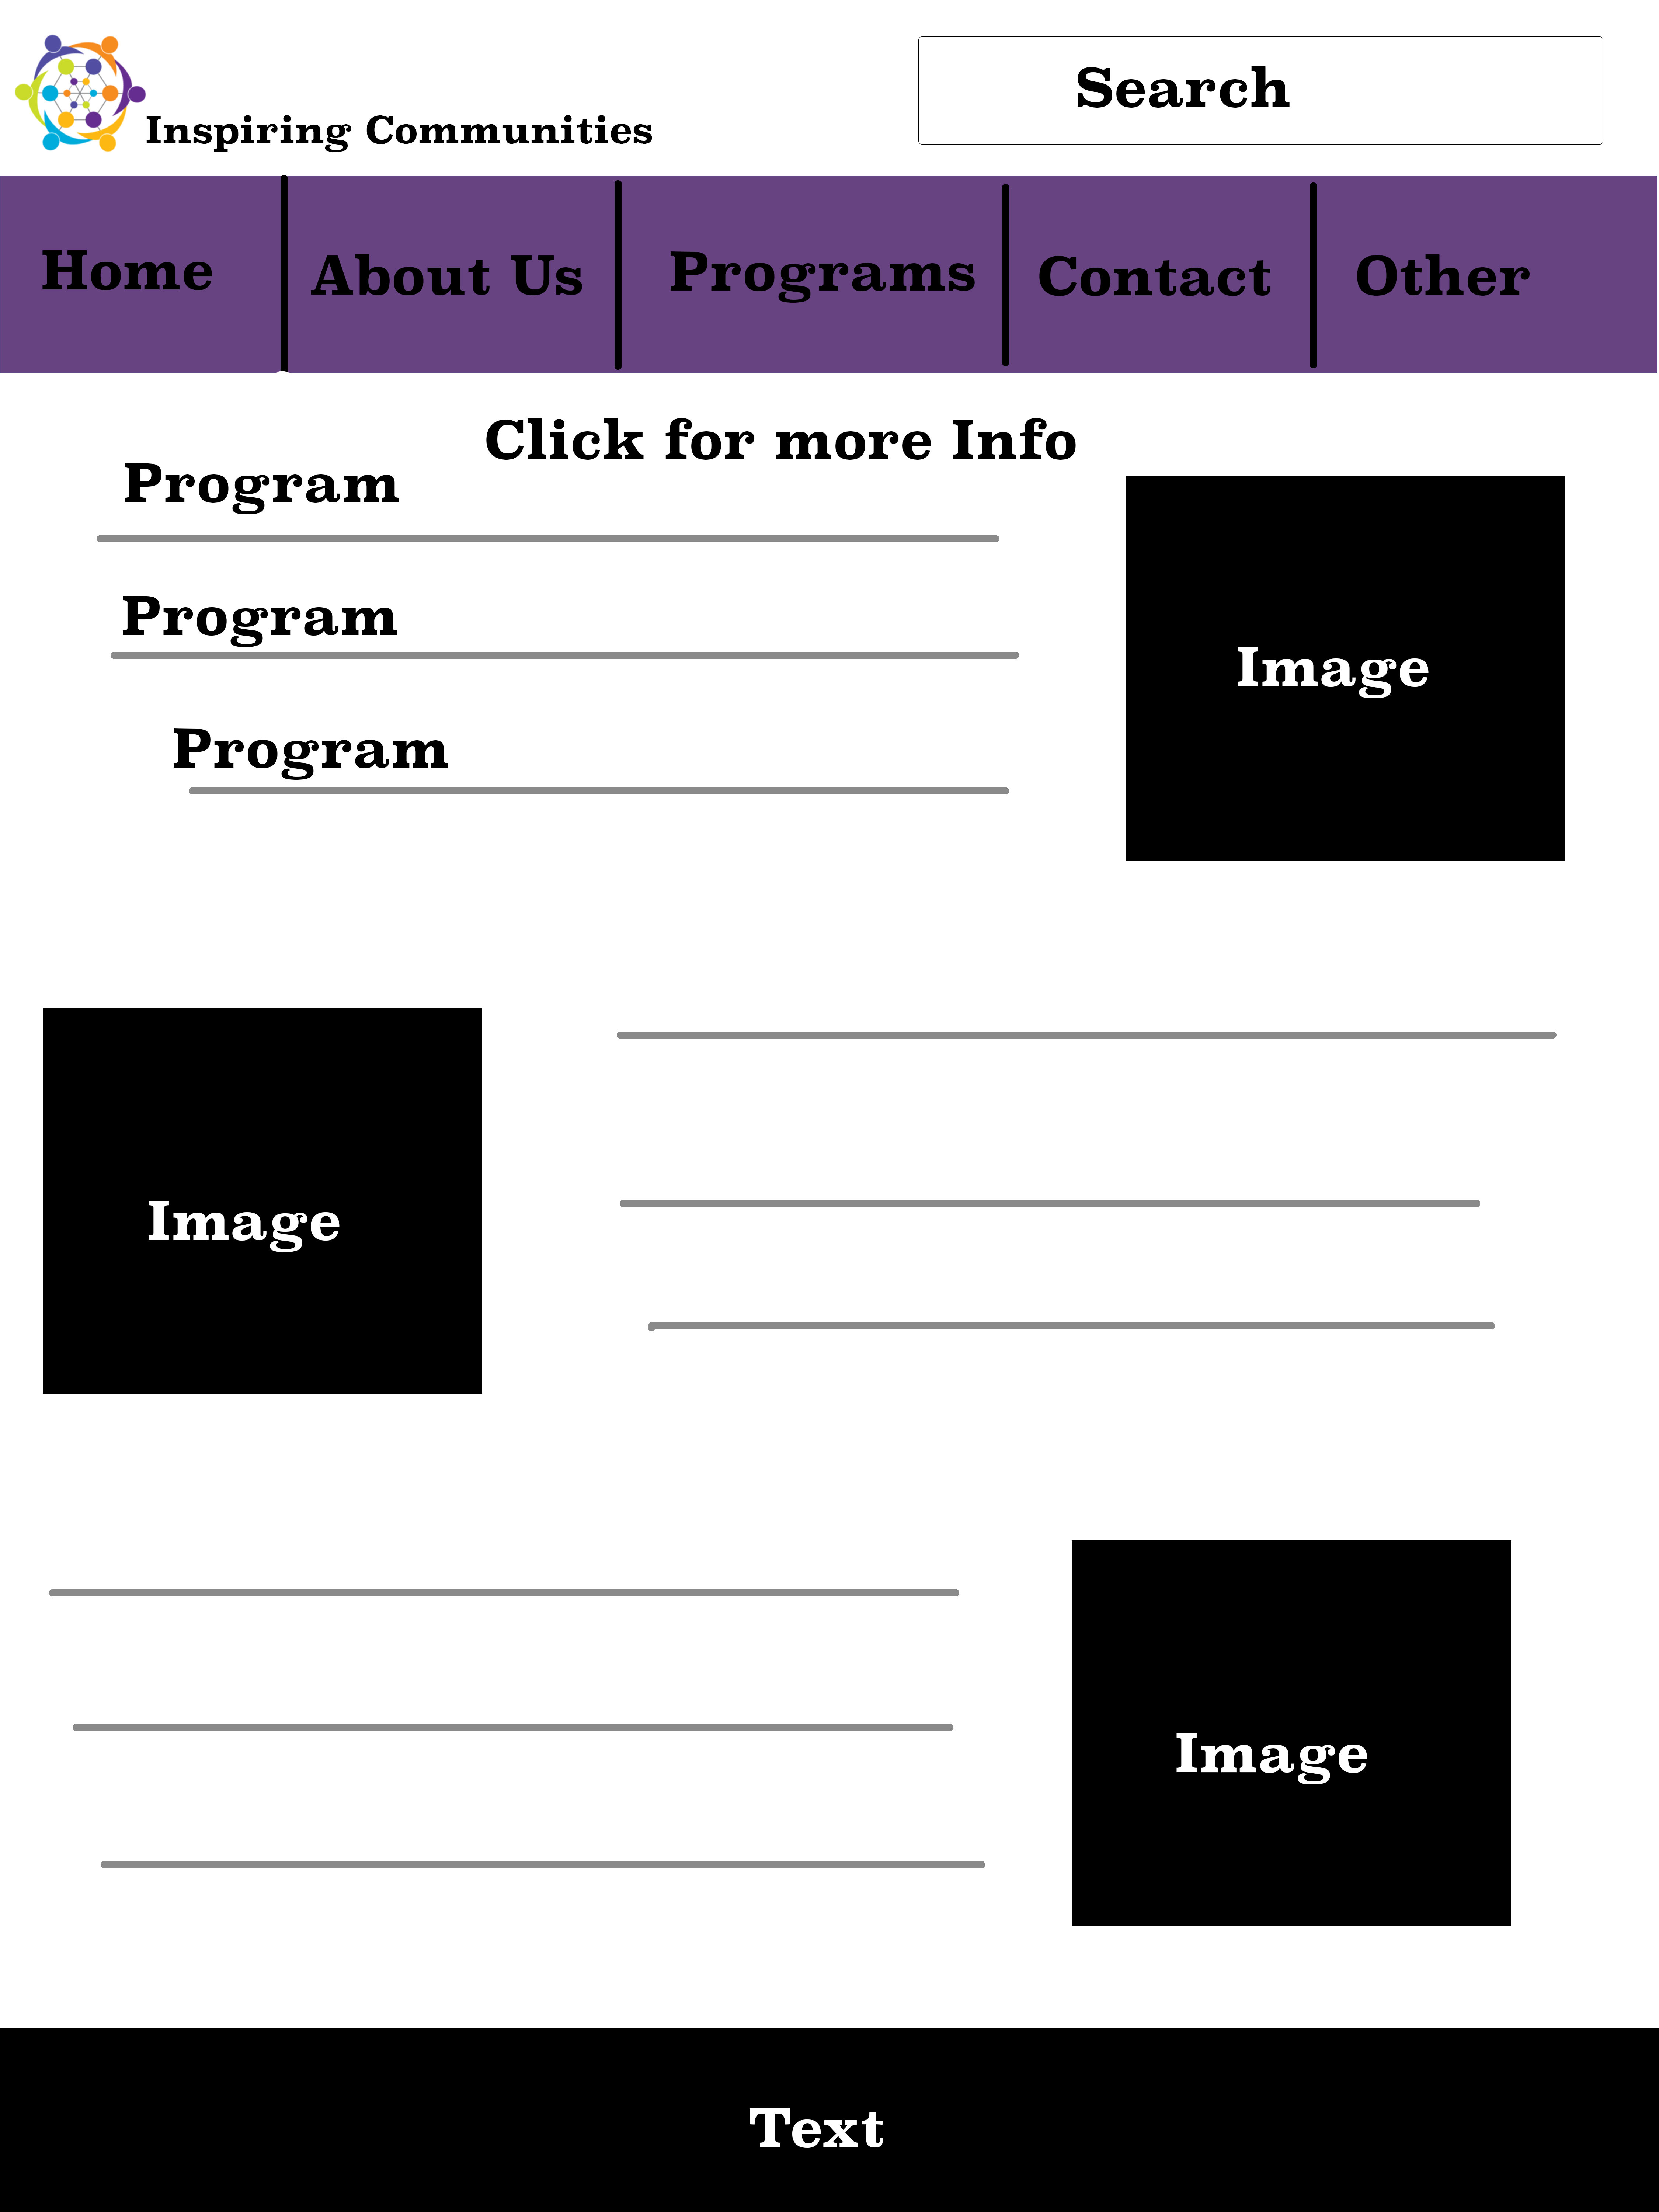 Inspiring Communities
Search
Home
About Us
Programs
Contact
Other
Click for more Info
Program
Program
Program
Image
Image
Image
Text